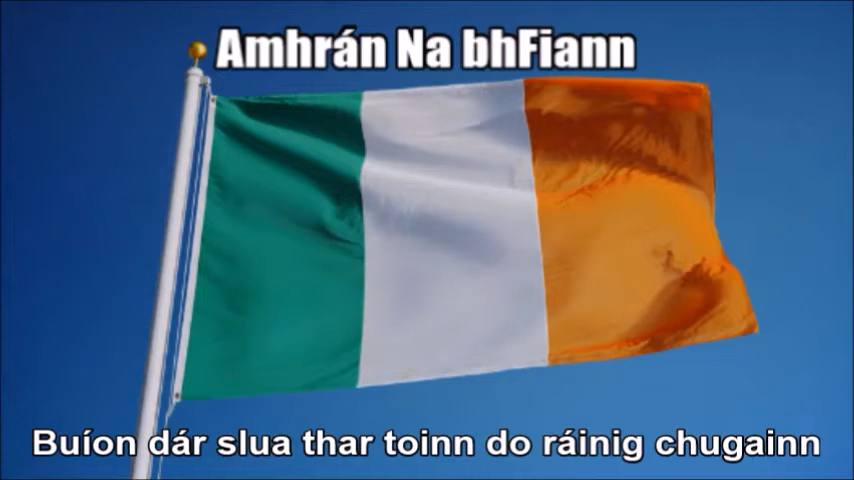 Amhrán Na bhFiann
Buíon dár slua thar toinn do ráinig chugainn